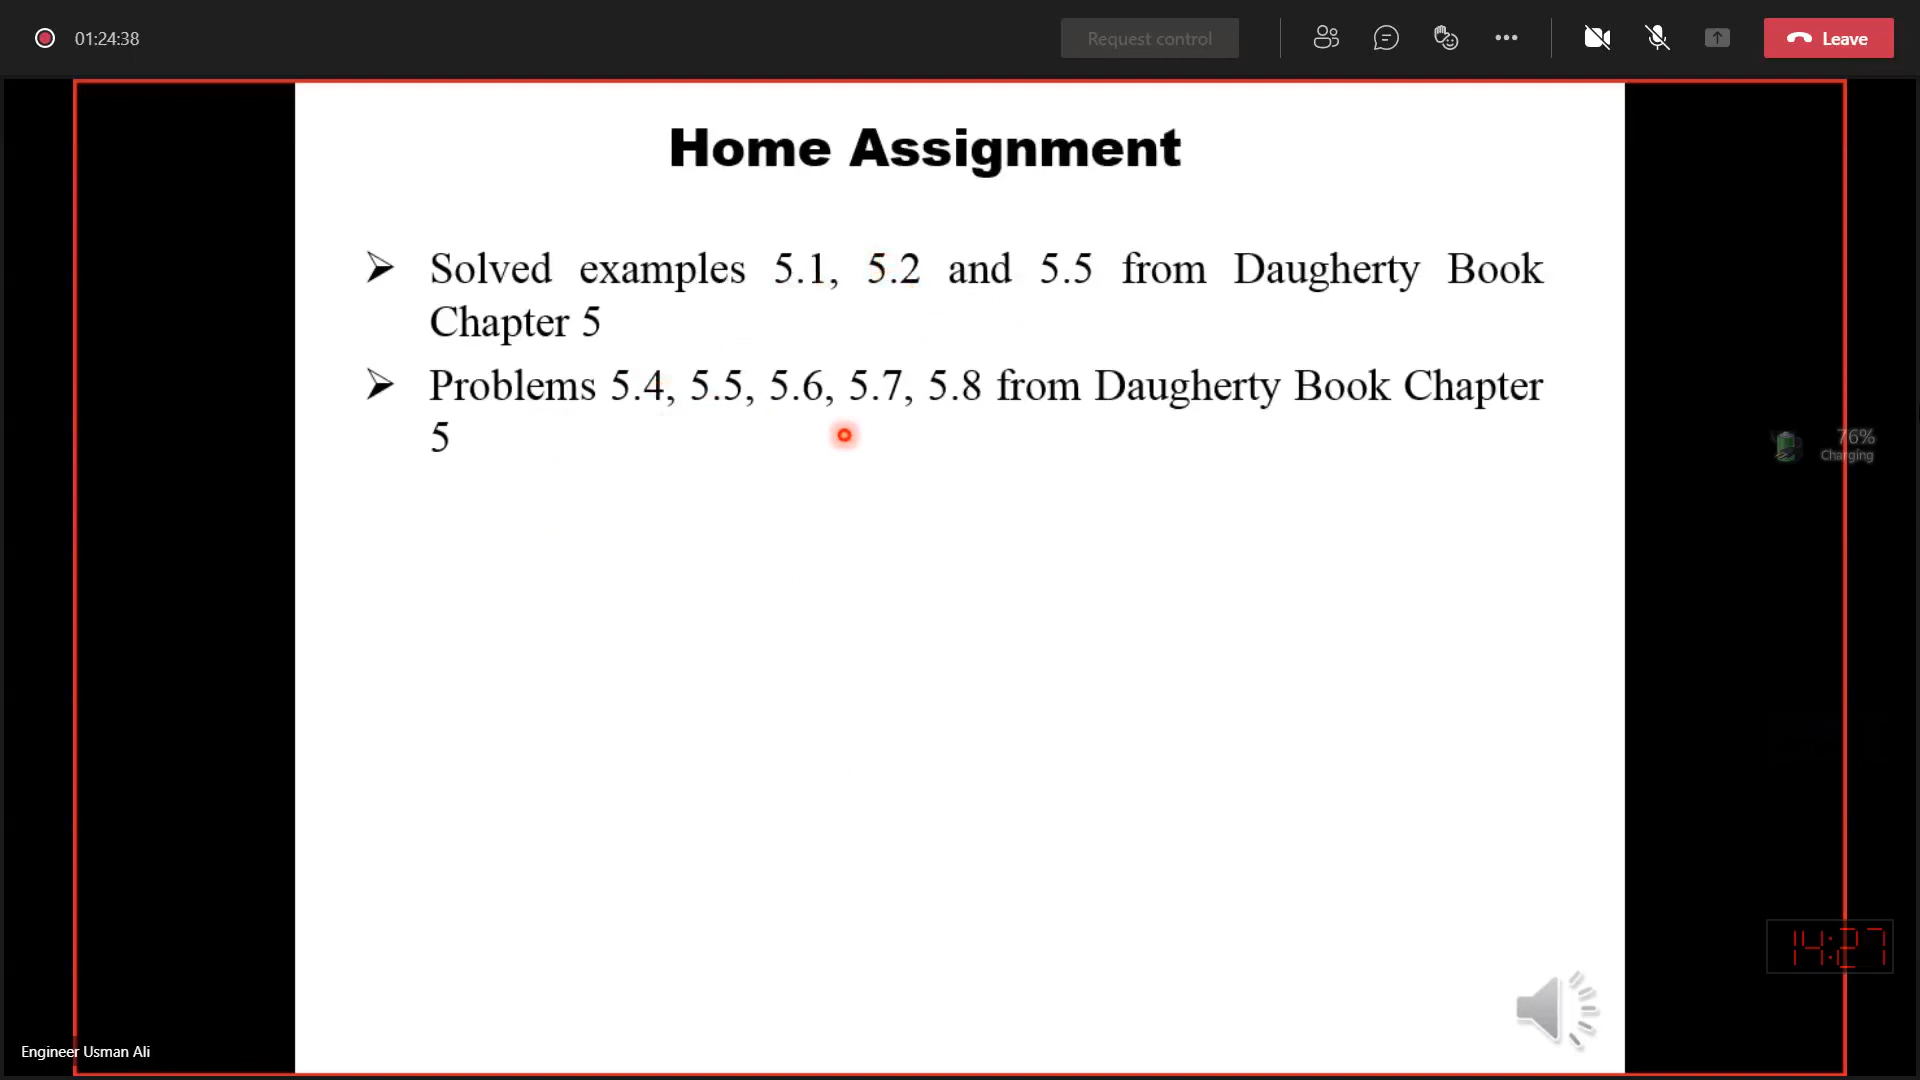 01:24:38
Request control
Leave
Home Assignment
Solved examples 5.1, 5.2 and 5.5 from Daugherty Book
Chapter 5
Problems 5.4, 5.5, 5.6, 5.7, 5.8 from Daugherty Book Chapter
5
76%
Charging
14:27
Engineer Usman Ali